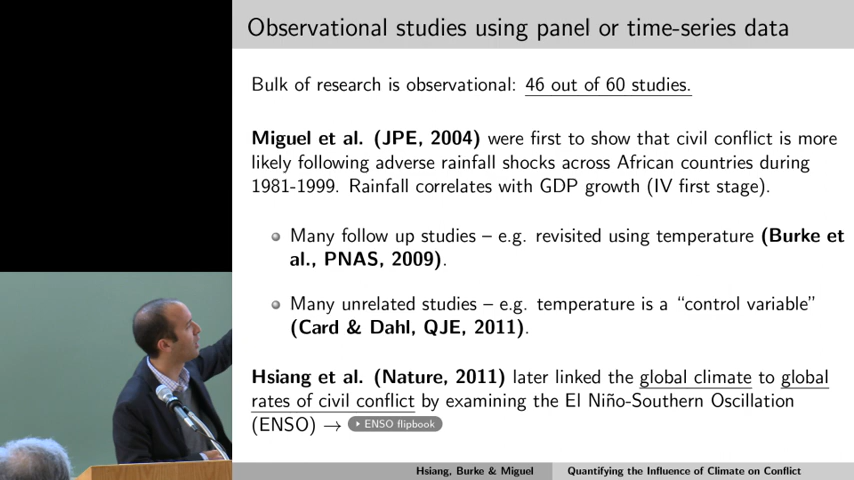 Observational studies using panel or time-series data
Bulk of research is observational: 46 out of 60 studies.
Miguel et al. (JPE, 2004) were first to show that civil conflict is more
likely following adverse rainfall shocks across African countries during
1981-1999. Rainfall correlates with GDP growth (IV first stage).
Many follow up studies – e.g. revisited using temperature (Burke et
al., PNAS, 2009).
Many unrelated studies – e.g. temperature is a “control variable”
(Card & Dahl, QJE, 2011).
Hsiang et al. (Nature, 2011) later linked the global climate to global
rates of civil conflict by examining the El Niño-Southern Oscillation
(ENSO) → ENSO flipbook
Hsiang, Burke & Miguel Quantifying the Influence of Climate on Conflict